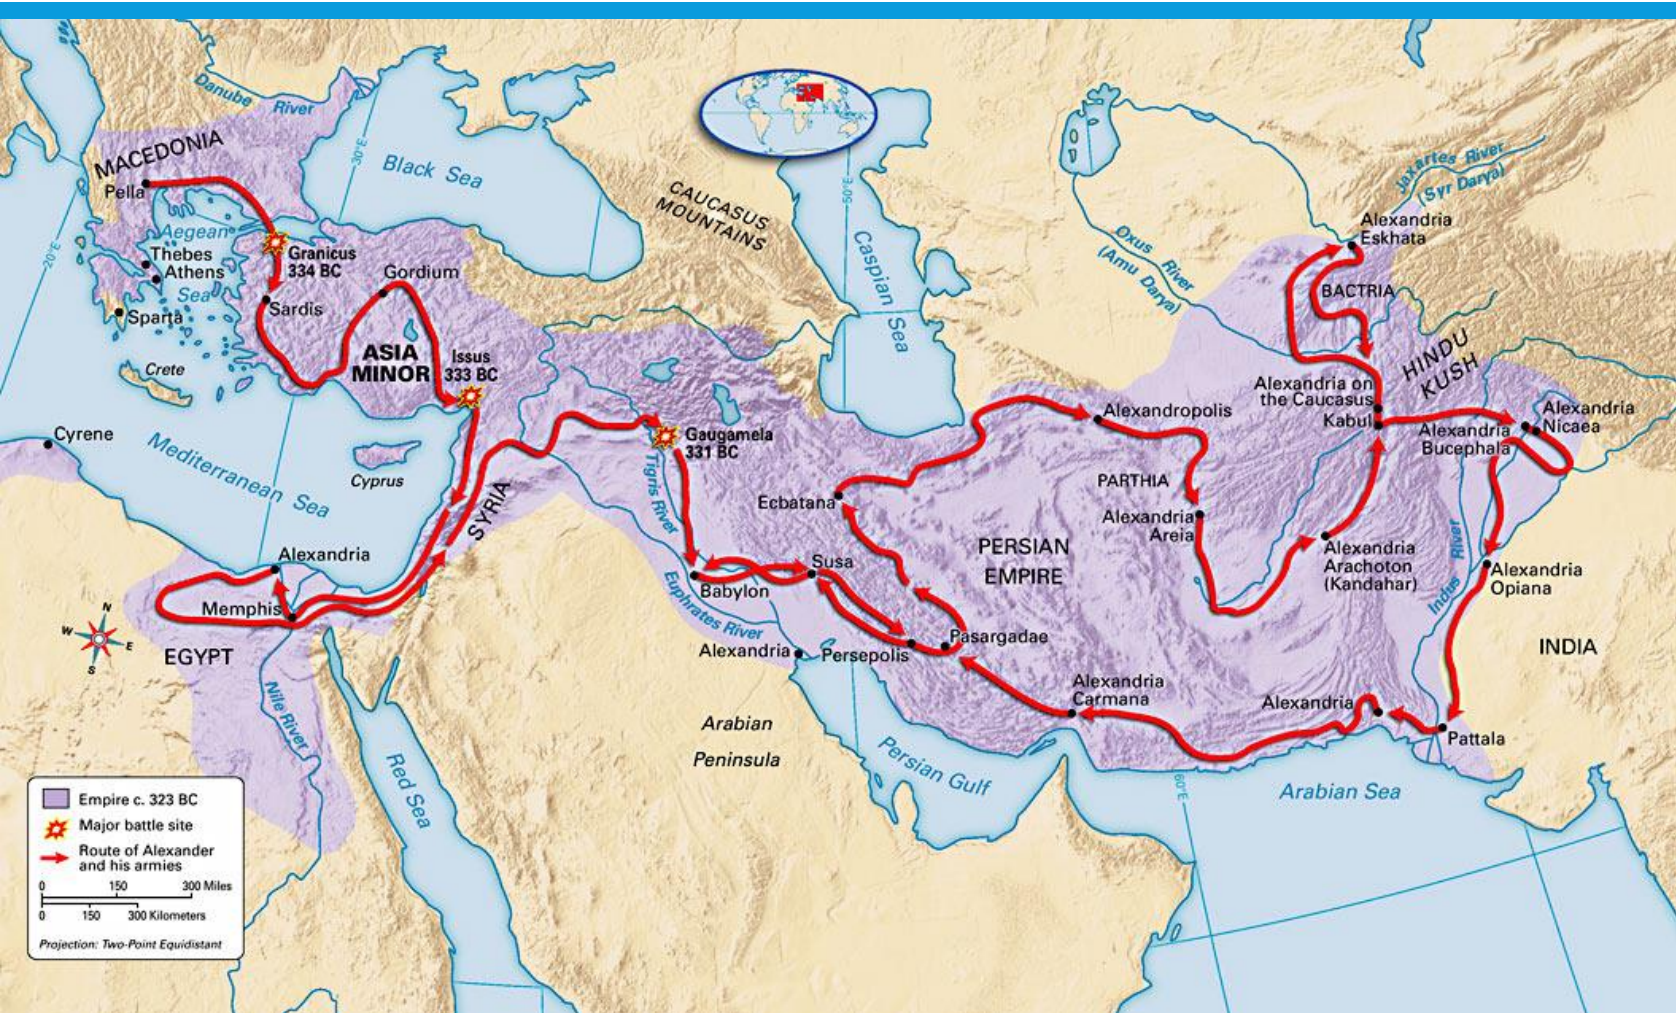 Danube River
MACEDONIA
Pella
30°E
Black Sea
CAUCASUS
MOUNTAINS
50°E
Caspian Sea
Jaxartes River
(Syr Darya)
Oxus River
(Amu Darya)
Alexandria
Eskhata
20°E
Aegean
Sea
Thebes
Athens
Sparta
Granicus
334 BC
Sardis
Gordium
ASIA
MINOR
Issus
333 BC
Crete
BACTRIA
HINDU
KUSH
Alexandria on
the Caucasus
Kabul
Alexandria
Nicaea
Alexandria
Bucephala
Alexandropolis
Cyrene
Mediterranean Sea
Cyprus
SYRIA
Gaugamela
331 BC
Tigris River
Ecbatana
PARTHIA
Alexandria
Areia
PERSIAN
EMPIRE
Alexandria
Arachoton
(Kandahar)
Indus River
Alexandria
Opiana
Alexandria
Memphis
EGYPT
Nile River
N
W
E
S
Babylon
Susa
Euphrates River
Alexandria
Persepolis
Pasargadae
INDIA
Alexandria
Carmana
Alexandria
Pattala
Arabian
Peninsula
Persian Gulf
Red Sea
60°E
Arabian Sea
Empire c. 323 BC
Major battle site
Route of Alexander
and his armies
0 150 300 Miles
0 150 300 Kilometers
Projection: Two-Point Equidistant